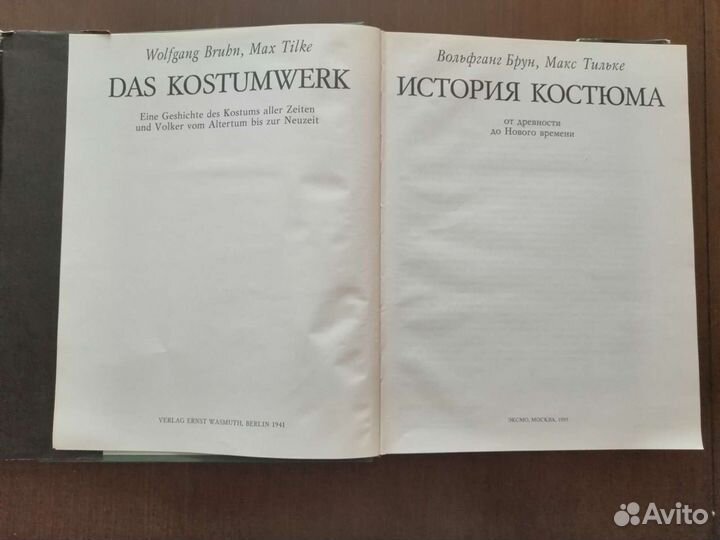 Wolfgang Bruhn, Max Tilke
DAS KOSTUMWERK
Eine Geshichte des Kostums aller Zeiten
und Volker vom Altertum bis zur Neuzeit
VERLAG ERNST WASMUTH, BERLIN 1941
Вольфганг Брун, Макс Тильке
ИСТОРИЯ КОСТЮМА
от древности
до Нового времени
ЭКСМО, МОСКВА, 1995
Avito